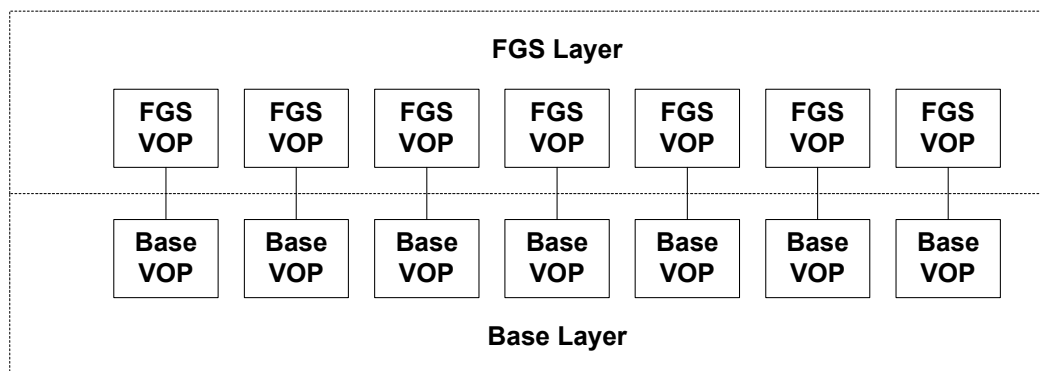 FGS Layer
FGS FGS FGS FGS FGS FGS FGS
VOP VOP VOP VOP VOP VOP VOP
Base Base Base Base Base Base Base
VOP VOP VOP VOP VOP VOP VOP
Base Layer